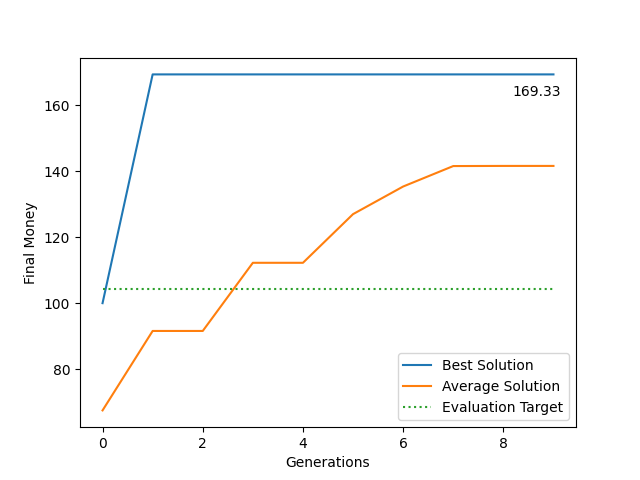 160
140
120
100
80
Final Money
169.33
Best Solution
Average Solution
Evaluation Target
0
2
4
6
8
Generations